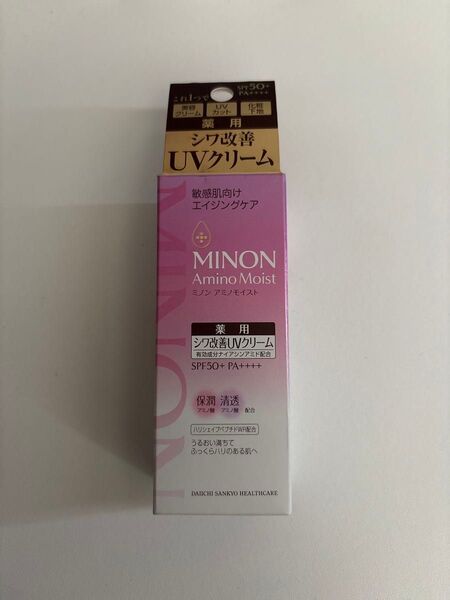 これ1つで
美容
クリーム
UV
カット
化粧
下地
SPF50+
PA++++
薬用
シワ改善
UVクリーム
敏感肌向け
エイジングケア
MINON
Amino Moist
ミノン アミノモイスト
薬用
シワ改善UVクリーム
有効成分ナイアシンアミド配合
SPF50+ PA++++
保潤 清透
アミノ酸 アミノ酸 配合
ハリシェイプペプチドWR配合
うるおい満ちて
ふっくらハリのある肌へ
DAIICHI SANKYO HEALTHCARE
MINON